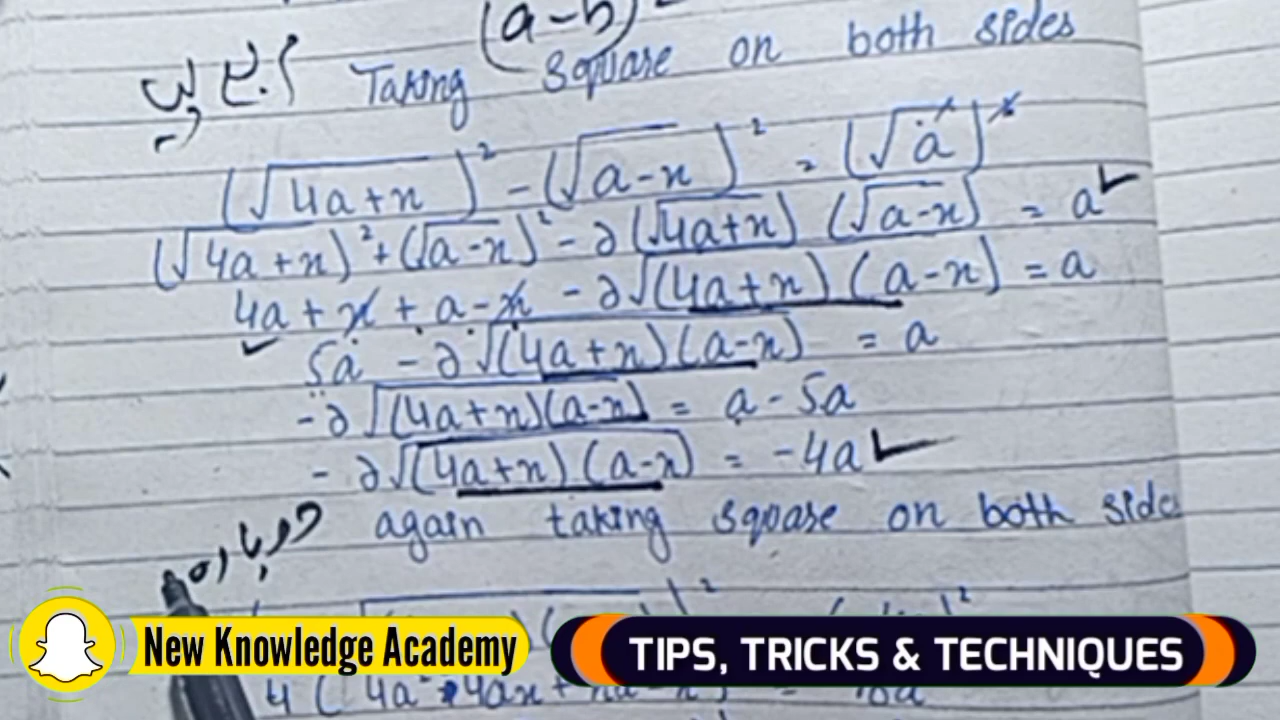 (a-b)²
Taking square on both sides
(√4a+x)² - (√a-x)² = (√a)²
(√4a+x)² + (√a-x)² - 2(√4a+x) (√a-x) = a
4a + x + a - x - 2√(4a+x) (a-x) = a
5a - 2√(4a+x)(a-x) = a
-2√(4a+x)(a-x) = a - 5a
- 2√(4a+x) (a-x) = -4a
دوبارہ again taking square on both sides
New Knowledge Academy
TIPS, TRICKS & TECHNIQUES